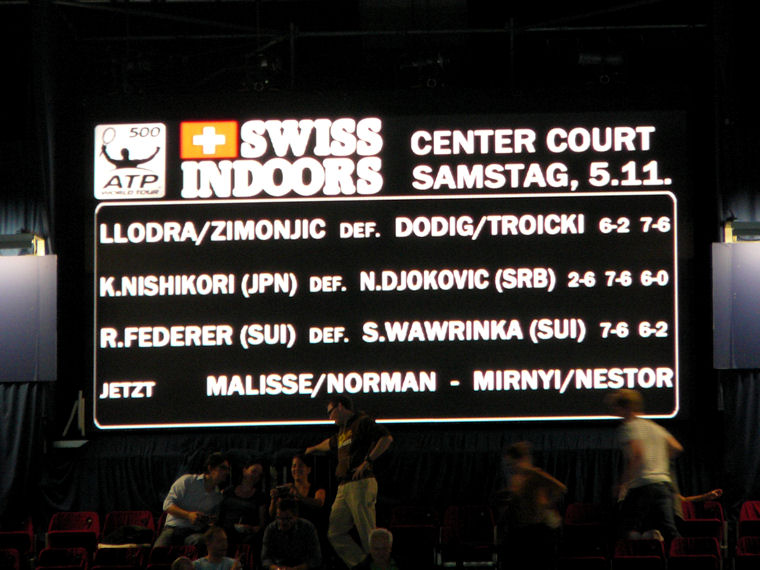 500
ATP
WORLD TOUR
SWISS
INDOORS
CENTER COURT
SAMSTAG, 5.11.
LLODRA/ZIMONJIC DEF. DODIG/TROICKI 6-2 7-6
K.NISHIKORI (JPN) DEF. N.DJOKOVIC (SRB) 2-6 7-6 6-0
R.FEDERER (SUI) DEF. S.WAWRINKA (SUI) 7-6 6-2
JETZT MALISSE/NORMAN - MIRNYI/NESTOR